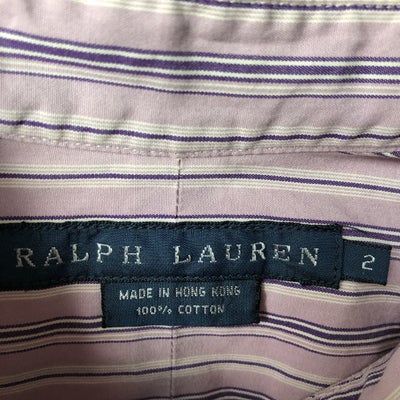 RALPH LAUREN 2
MADE IN HONG KONG
100% COTTON